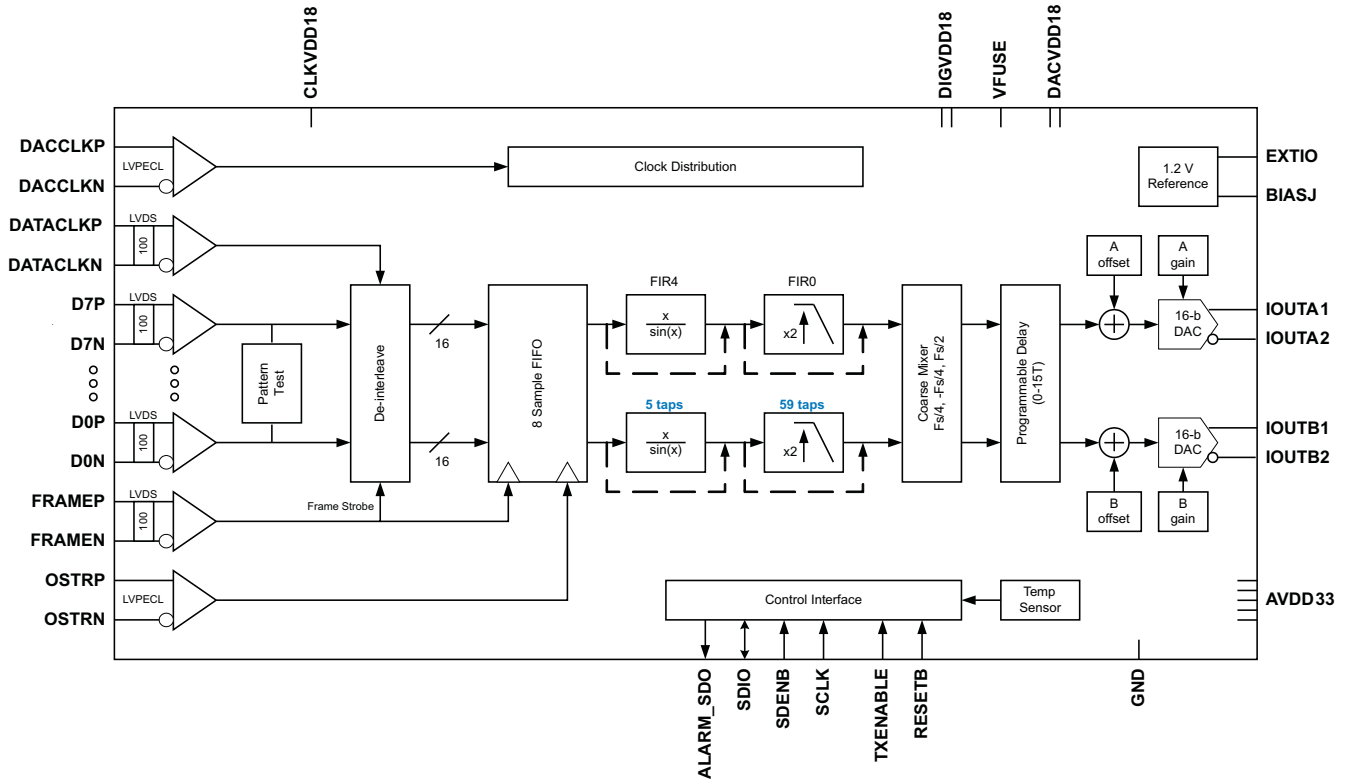 CLKVDD18
DIGVDD18
VFUSE
DACVDD18
DACCLKP
LVPECL
DACCLKN
Clock Distribution
1.2 V
Reference
EXTIO
BIASJ
DATACLKP
LVDS
100
DATACLKN
A
offset
A
gain
D7P
LVDS
100
D7N
Pattern
Test
De-interleave
16
8 Sample FIFO
FIR4
x
sin(x)
FIR0
x2
Coarse Mixer
Fs/4, -Fs/4, Fs/2
Programmable Delay
(0-15T)
16-b
DAC
IOUTA1
IOUTA2
D0P
LVDS
100
D0N
16
5 taps
x
sin(x)
59 taps
x2
16-b
DAC
IOUTB1
IOUTB2
B
offset
B
gain
FRAMEP
LVDS
100
FRAMEN
Frame Strobe
OSTRP
LVPECL
OSTRN
Control Interface
Temp
Sensor
AVDD33
ALARM_SDO
SDIO
SDENB
SCLK
TXENABLE
RESETB
GND